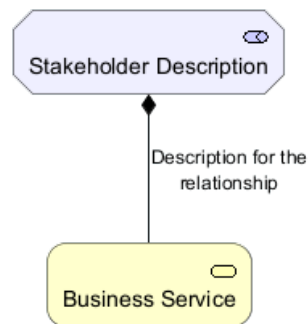 Stakeholder Description
Description for the
relationship
Business Service